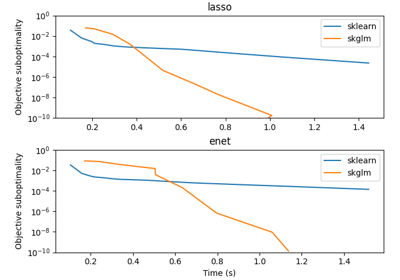 lasso
10^0
10^-2
10^-4
10^-6
10^-8
10^-10
Objective suboptimality
sklearn
skglm
0.2 0.4 0.6 0.8 1.0 1.2 1.4
enet
10^0
10^-2
10^-4
10^-6
10^-8
10^-10
Objective suboptimality
sklearn
skglm
0.2 0.4 0.6 0.8 1.0 1.2 1.4
Time (s)